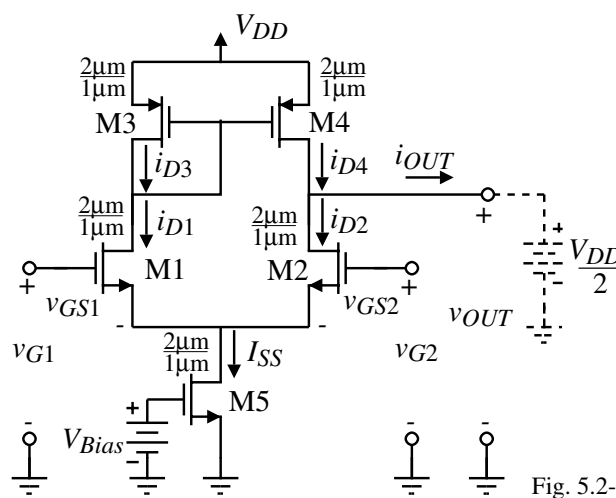 V_DD
2μm
1μm
2μm
1μm
M3
M4
i_D3
i_D4
i_OUT
+
2μm
1μm
i_D1
2μm
1μm
i_D2
+
M1
M2
V_DD
2
-
+
v_GS1
v_GS2
+
-
-
v_OUT
v_G1
2μm
1μm
I_SS
v_G2
M5
+
V_Bias
-
-
-
-
Fig. 5.2-